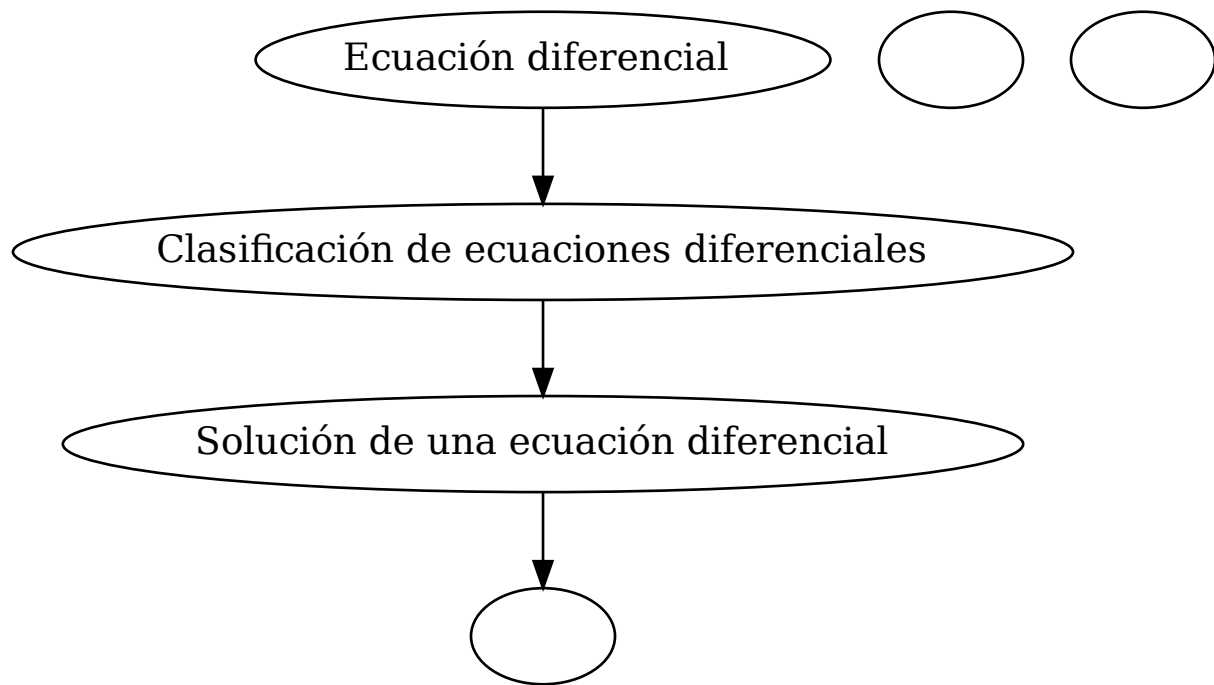 Ecuación diferencial
Clasificación de ecuaciones diferenciales
Solución de una ecuación diferencial